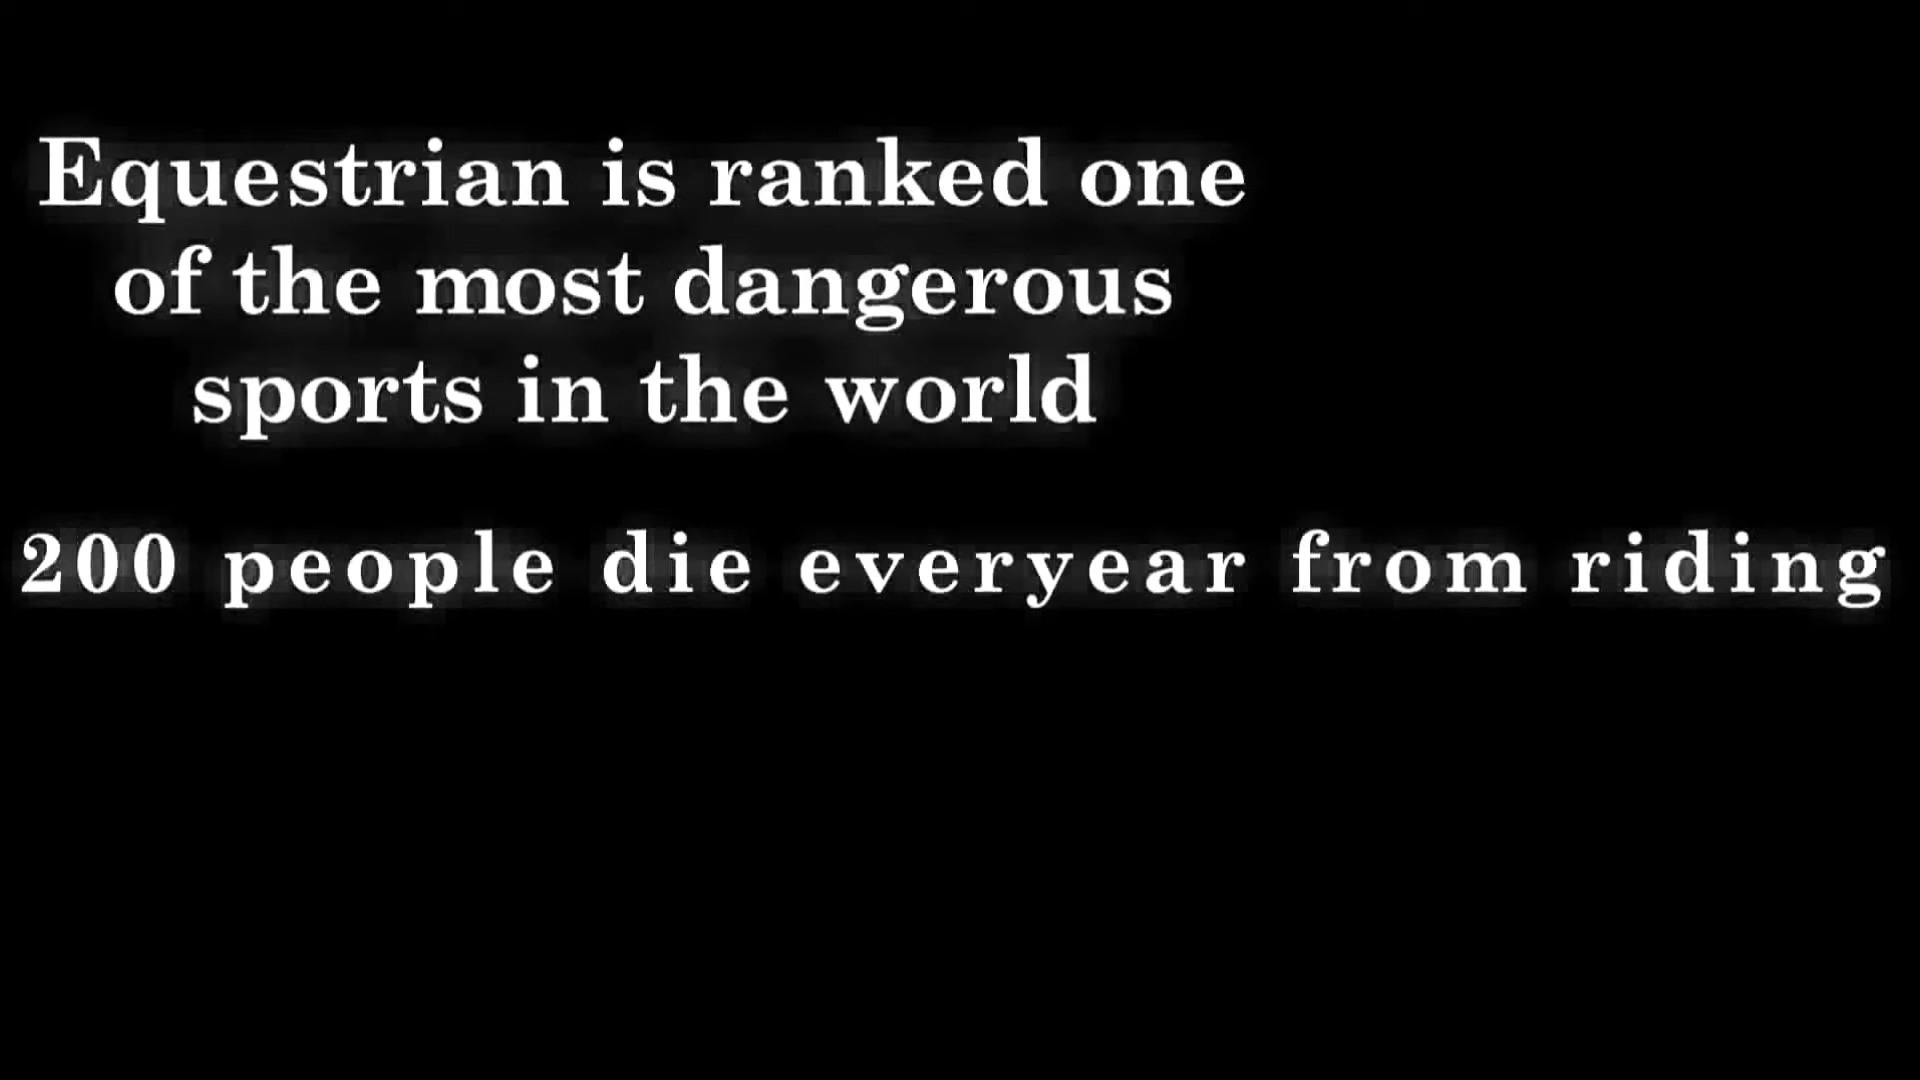 Equestrian is ranked one
of the most dangerous
sports in the world
200 people die everyear from riding